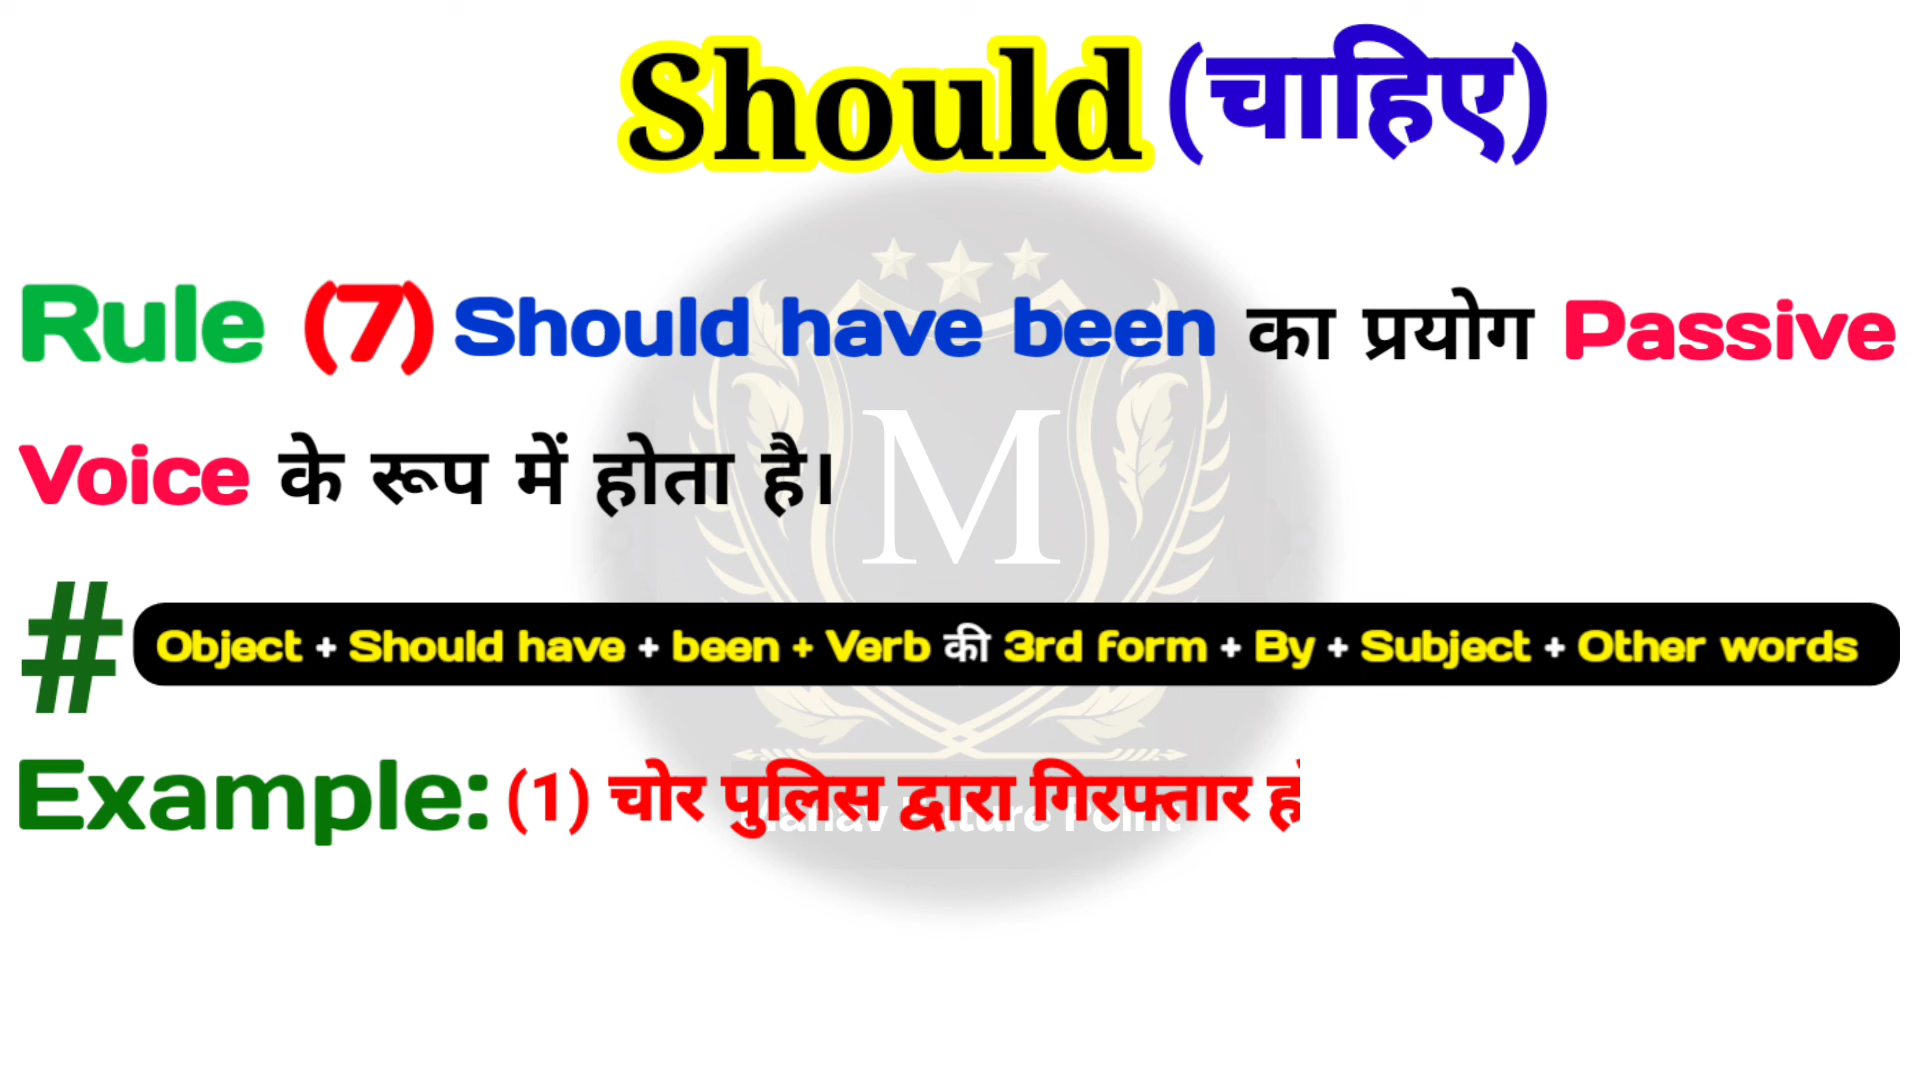 Should (चाहिए)
Rule (7) Should have been का प्रयोग Passive
Voice के रूप में होता है।
# Object + Should have + been + Verb की 3rd form + By + Subject + Other words
Example: (1) चोर पुलिस द्वारा गिरफ्तार
M